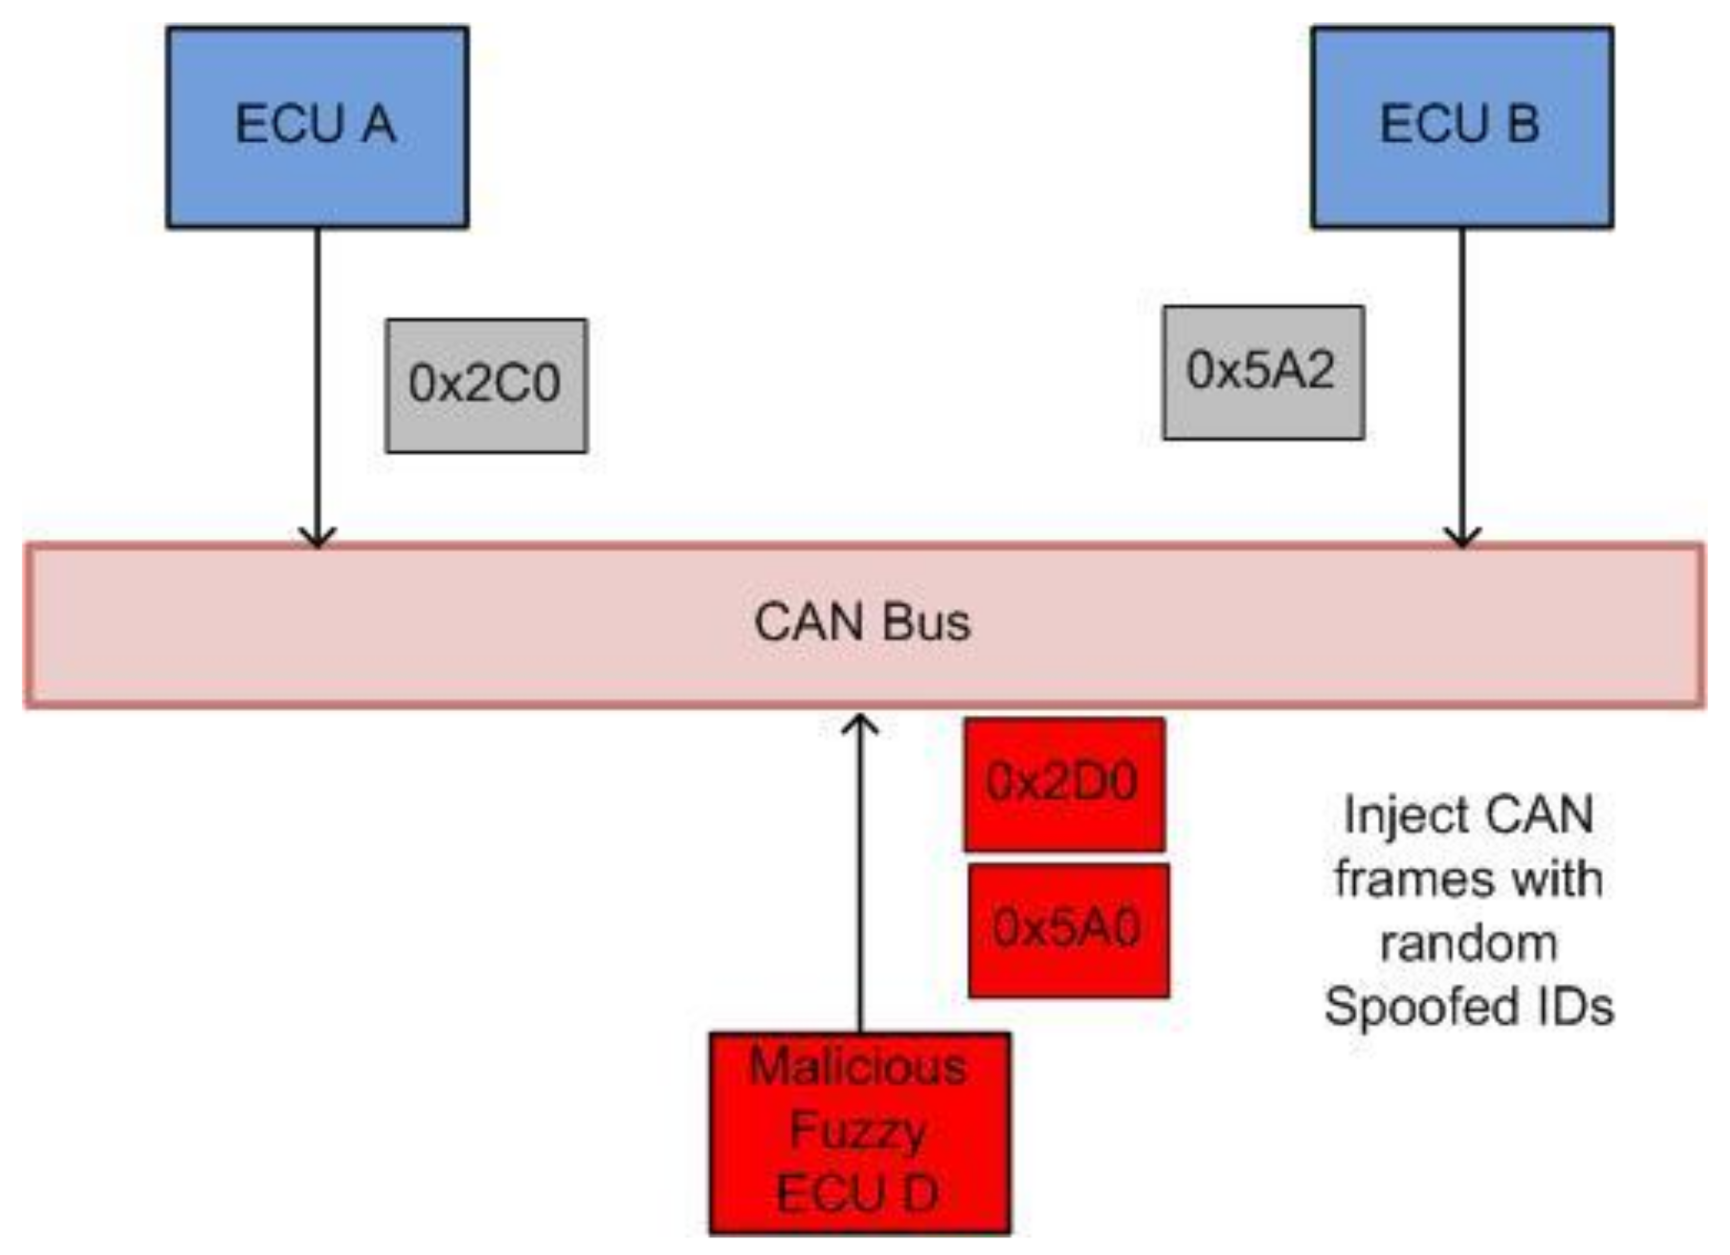 ECU A
ECU B
0x2C0
0x5A2
CAN Bus
0x2D0
0x5A0
Inject CAN
frames with
random
Spoofed IDs
Malicious
Fuzzy
ECU D